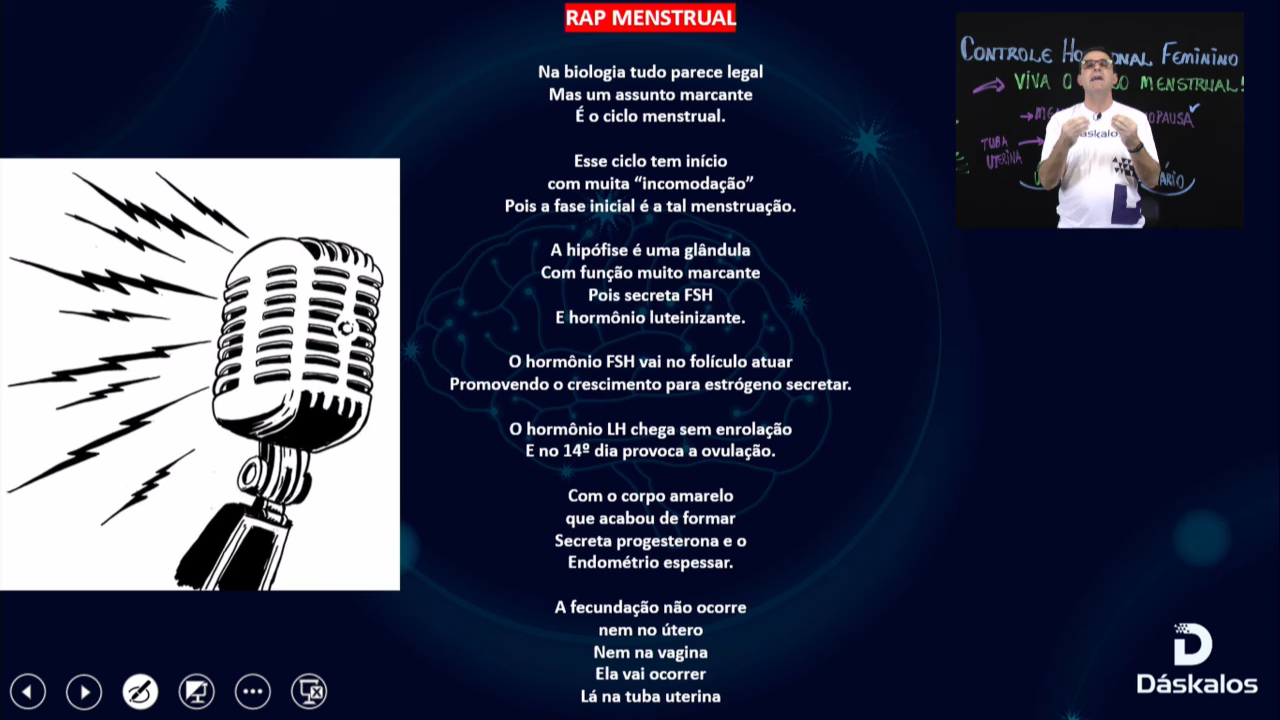 RAP MENSTRUAL
Na biologia tudo parece legal
Mas um assunto marcante
É o ciclo menstrual.
Esse ciclo tem início
com muita “incomodação”
Pois a fase inicial é a tal menstruação.
A hipófise é uma glândula
Com função muito marcante
Pois secreta FSH
E hormônio luteinizante.
O hormônio FSH vai no folículo atuar
Promovendo o crescimento para estrógeno secretar.
O hormônio LH chega sem enrolação
E no 14º dia provoca a ovulação.
Com o corpo amarelo
que acabou de formar
Secreta progesterona e o
Endométrio espessar.
A fecundação não ocorre
nem no útero
Nem na vagina
Ela vai ocorrer
Lá na tuba uterina
CONTROLE Feminino
VIVA O MENSTRUAL!
TUBA
UTERINA
Dáskalos